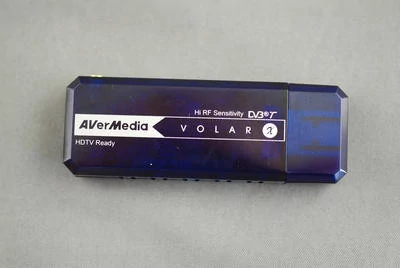 Hi RF Sensitivity DVB-T
AVerMedia VOLAR X
HDTV Ready